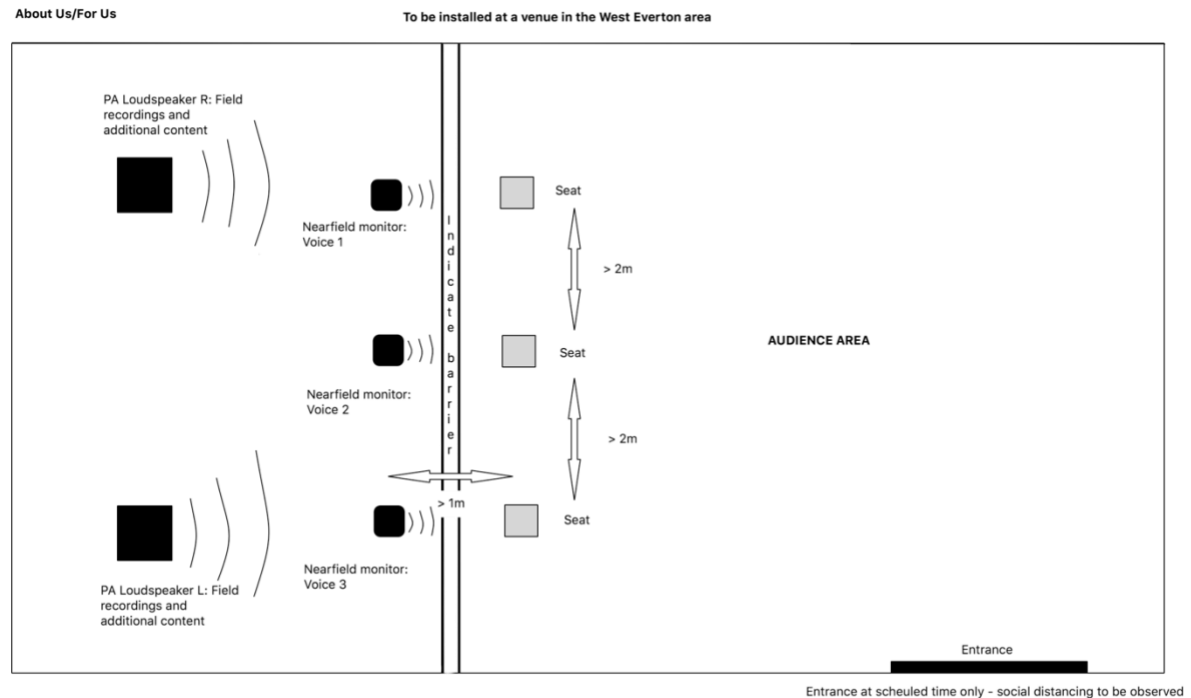 About Us/For Us
To be installed at a venue in the West Everton area
PA Loudspeaker R: Field
recordings and
additional content
Nearfield monitor:
Voice 1
Seat
> 2m
Indicate barrier
Nearfield monitor:
Voice 2
Seat
AUDIENCE AREA
> 2m
> 1m
Nearfield monitor:
Voice 3
Seat
PA Loudspeaker L: Field
recordings and
additional content
Entrance
Entrance at scheuled time only - social distancing to be observed